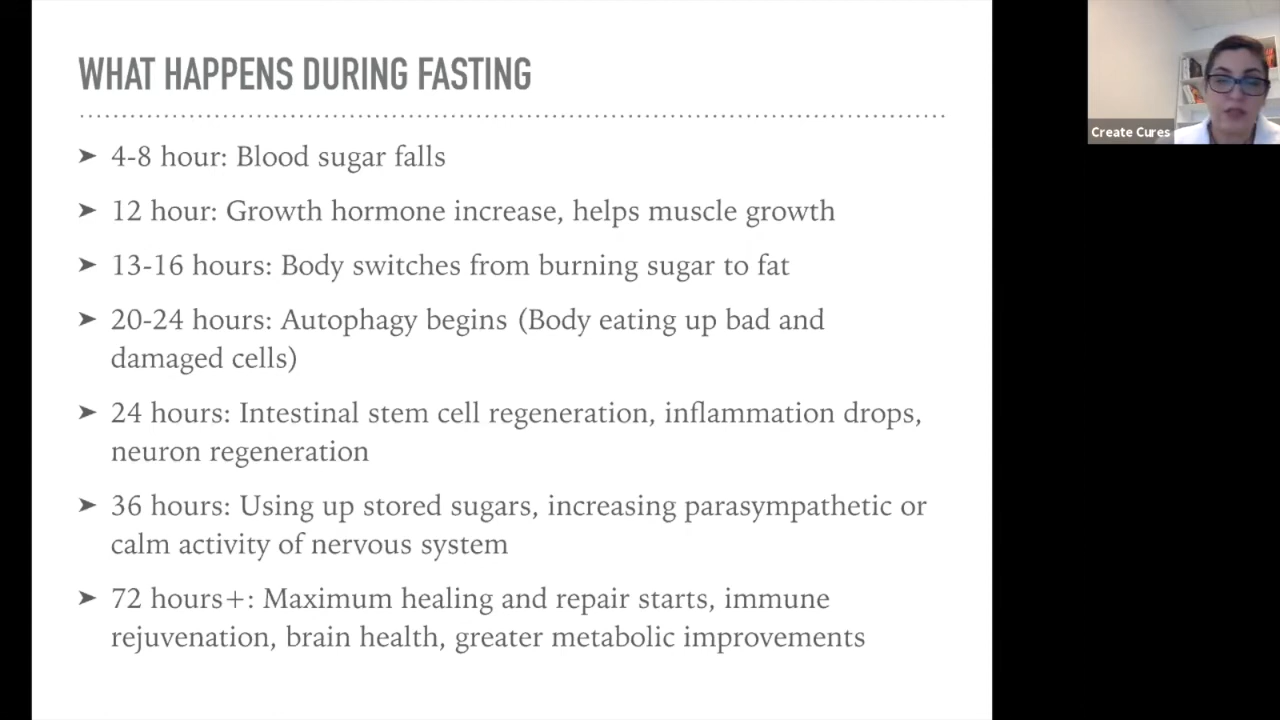 WHAT HAPPENS DURING FASTING
➤ 4-8 hour: Blood sugar falls
➤ 12 hour: Growth hormone increase, helps muscle growth
➤ 13-16 hours: Body switches from burning sugar to fat
➤ 20-24 hours: Autophagy begins (Body eating up bad and
damaged cells)
➤ 24 hours: Intestinal stem cell regeneration, inflammation drops,
neuron regeneration
➤ 36 hours: Using up stored sugars, increasing parasympathetic or
calm activity of nervous system
➤ 72 hours+: Maximum healing and repair starts, immune
rejuvenation, brain health, greater metabolic improvements
Create Cures